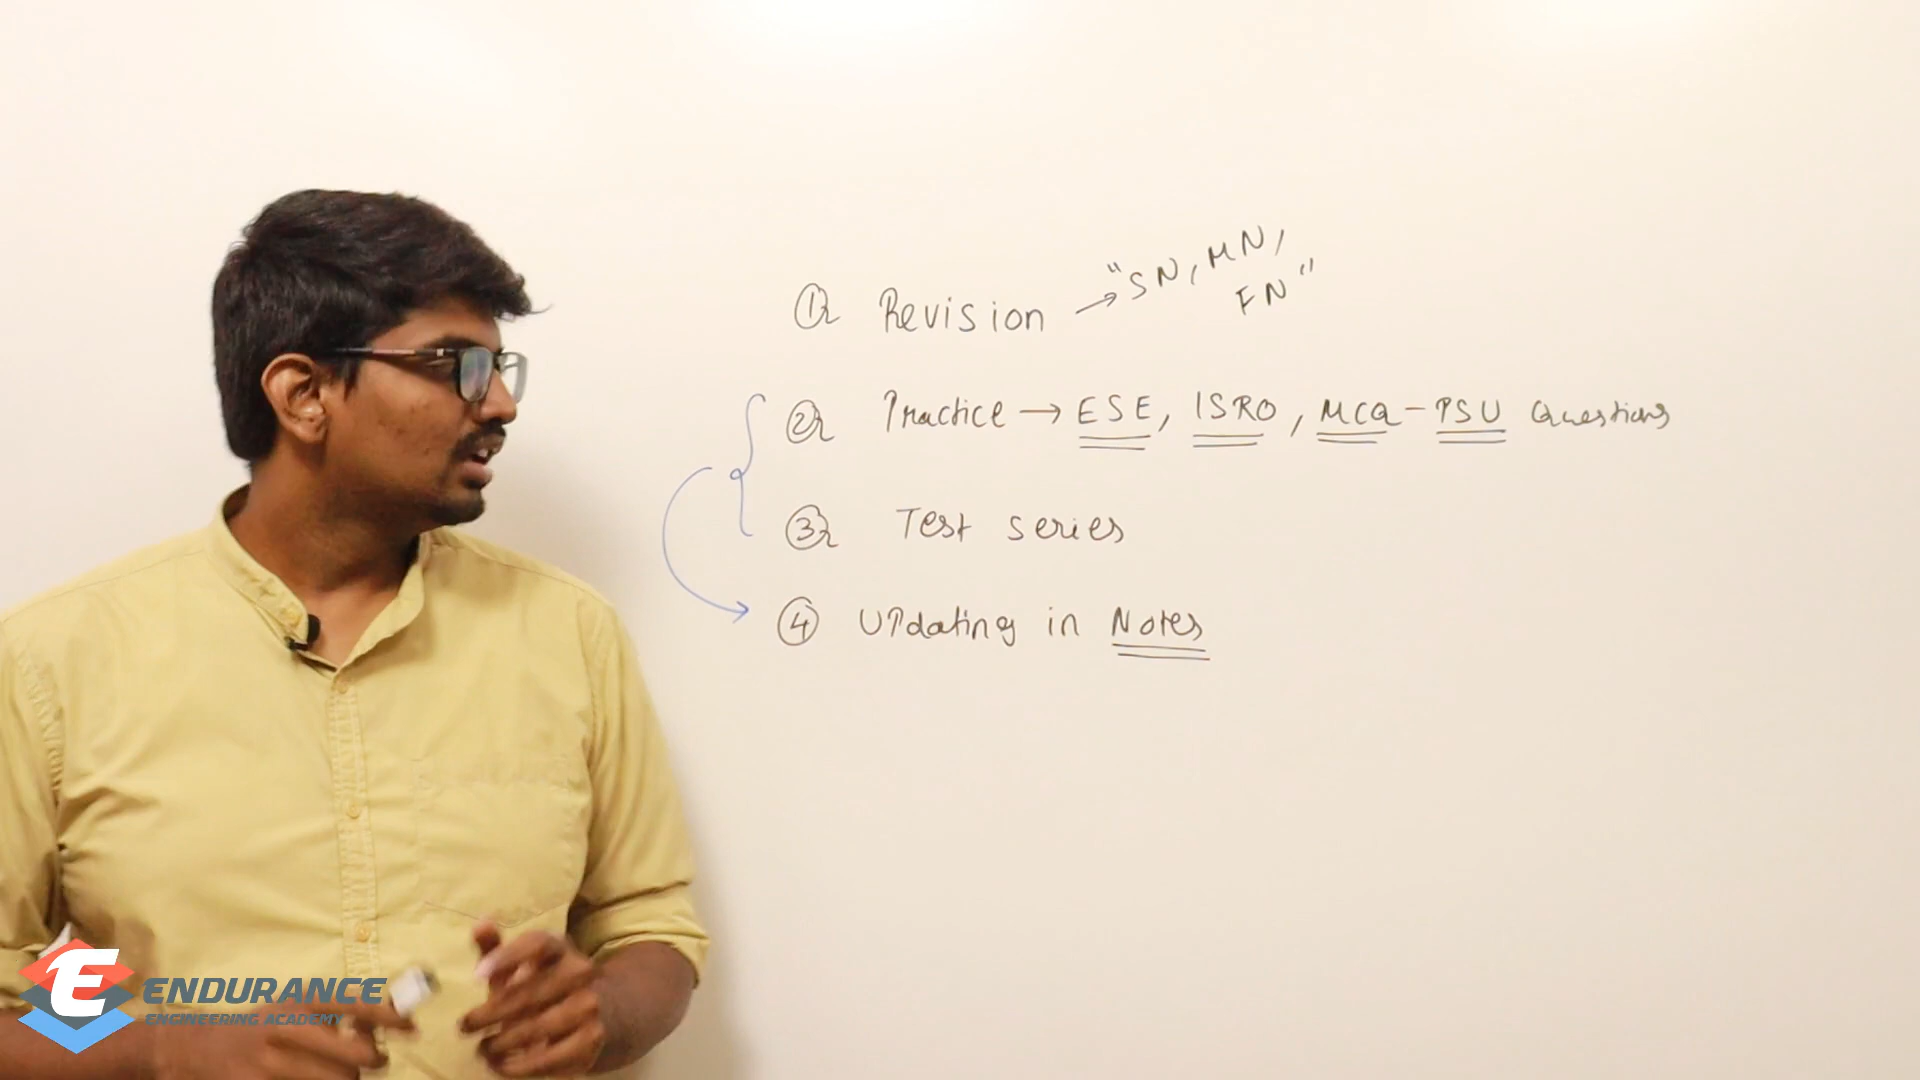 ① Revision → "SN, MN,
FN"
② Practice → ESE, ISRO, MCQ - PSU Questions
③ Test series
④ Updating in Notes
E ENDURANCE
ENGINEERING ACADEMY